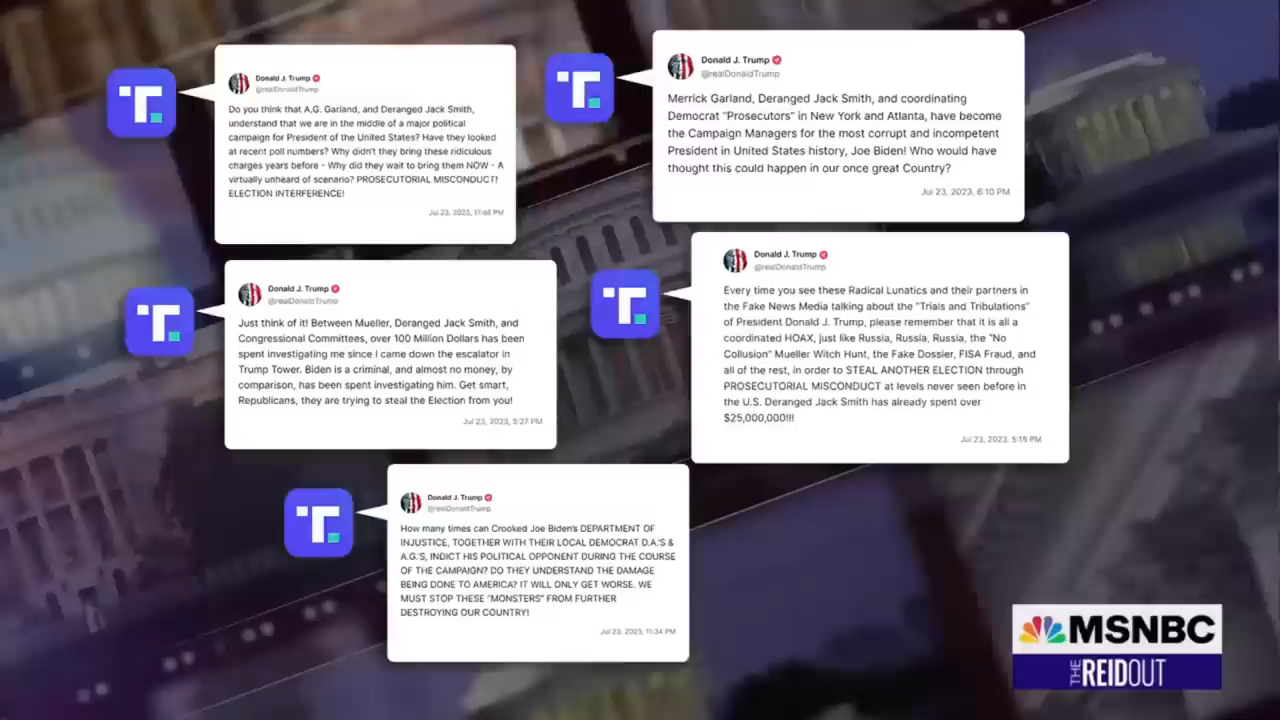 Donald J. Trump
@realDonaldTrump
Do you think that A.G. Garland, and Deranged Jack Smith,
understand that we are in the middle of a major political
campaign for President of the United States? Have they looked
at recent poll numbers? Why didn't they bring these ridiculous
charges years before - Why did they wait to bring them NOW - A
virtually unheard of scenario? PROSECUTORIAL MISCONDUCT!
ELECTION INTERFERENCE!
Jul 23, 2023, 11:46 PM
Donald J. Trump
@realDonaldTrump
Merrick Garland, Deranged Jack Smith, and coordinating
Democrat "Prosecutors" in New York and Atlanta, have become
the Campaign Managers for the most corrupt and incompetent
President in United States history, Joe Biden! Who would have
thought this could happen in our once great Country?
Jul 23, 2023, 6:10 PM
Donald J. Trump
@realDonaldTrump
Just think of it! Between Mueller, Deranged Jack Smith, and
Congressional Committees, over 100 Million Dollars has been
spent investigating me since I came down the escalator in
Trump Tower. Biden is a criminal, and almost no money, by
comparison, has been spent investigating him. Get smart,
Republicans, they are trying to steal the Election from you!
Jul 23, 2023, 5:27 PM
Donald J. Trump
@realDonaldTrump
Every time you see these Radical Lunatics and their partners in
the Fake News Media talking about the "Trials and Tribulations"
of President Donald J. Trump, please remember that it is all a
coordinated HOAX, just like Russia, Russia, Russia, the "No
Collusion" Mueller Witch Hunt, the Fake Dossier, FISA Fraud, and
all of the rest, in order to STEAL ANOTHER ELECTION through
PROSECUTORIAL MISCONDUCT at levels never seen before in
the U.S. Deranged Jack Smith has already spent over
$25,000,000!!!
Jul 23, 2023, 5:15 PM
Donald J. Trump
@realDonaldTrump
How many times can Crooked Joe Biden's DEPARTMENT OF
INJUSTICE, TOGETHER WITH THEIR LOCAL DEMOCRAT D.A.'S &
A.G.'S, INDICT HIS POLITICAL OPPONENT DURING THE COURSE
OF THE CAMPAIGN? DO THEY UNDERSTAND THE DAMAGE
BEING DONE TO AMERICA? IT WILL ONLY GET WORSE. WE
MUST STOP THESE "MONSTERS" FROM FURTHER
DESTROYING OUR COUNTRY!
Jul 23, 2023, 11:34 PM
MSNBC
THE REIDOUT